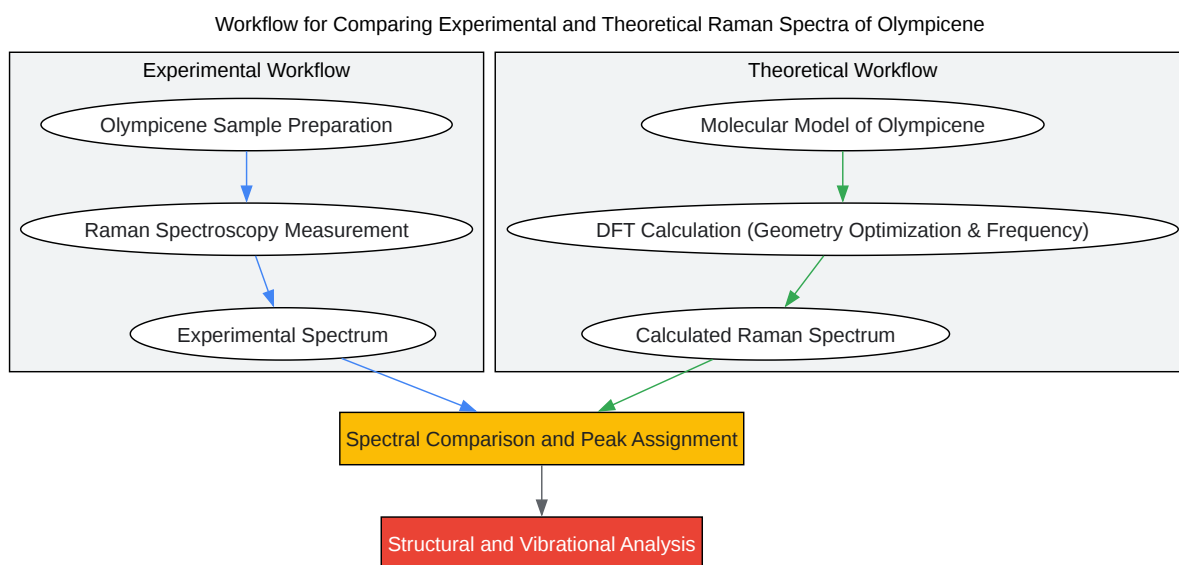 Workflow for Comparing Experimental and Theoretical Raman Spectra of Olympicene
Experimental Workflow
Olympicene Sample Preparation
Raman Spectroscopy Measurement
Experimental Spectrum
Theoretical Workflow
Molecular Model of Olympicene
DFT Calculation (Geometry Optimization & Frequency)
Calculated Raman Spectrum
Spectral Comparison and Peak Assignment
Structural and Vibrational Analysis